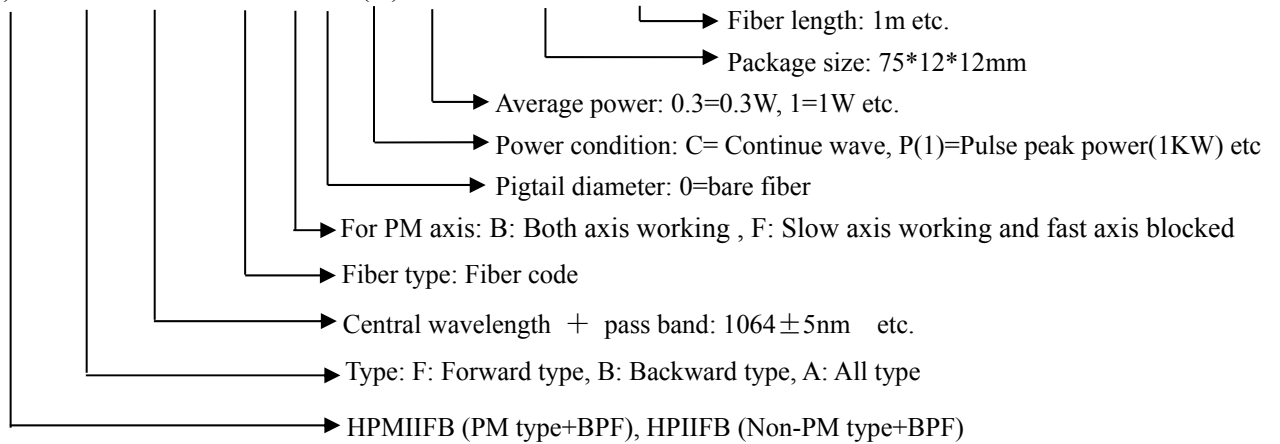 Fiber length: 1m etc.
Package size: 75*12*12mm
Average power: 0.3=0.3W, 1=1W etc.
Power condition: C= Continue wave, P(1)=Pulse peak power(1KW) etc
Pigtail diameter: 0=bare fiber
For PM axis: B: Both axis working , F: Slow axis working and fast axis blocked
Fiber type: Fiber code
Central wavelength ＋ pass band: 1064±5nm etc.
Type: F: Forward type, B: Backward type, A: All type
HPMIIFB (PM type+BPF), HPIIFB (Non-PM type+BPF)